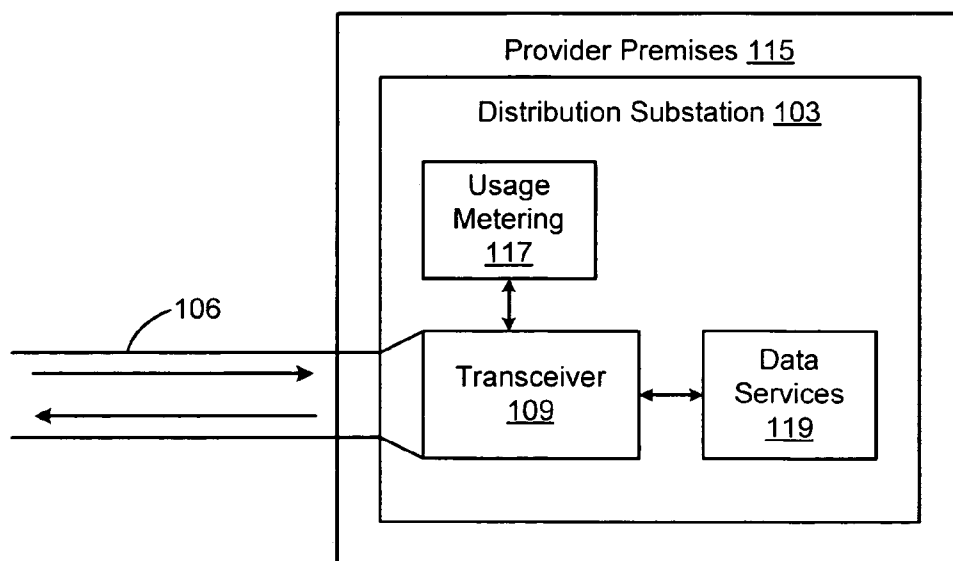 Provider Premises 115
Distribution Substation 103
Usage
Metering
117
106
Transceiver
109
Data
Services
119